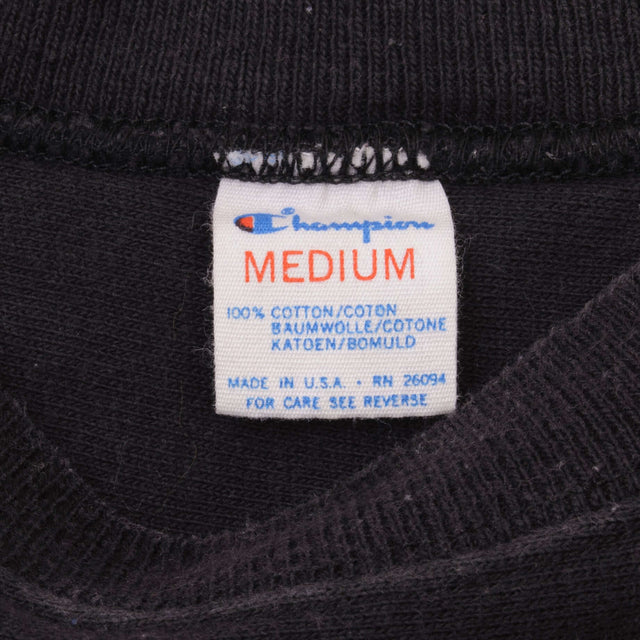 Champion
MEDIUM
100% COTTON/COTON
BAUMWOLLE/COTONE
KATOEN/BOMULD
MADE IN U.S.A. • RN 26094
FOR CARE SEE REVERSE